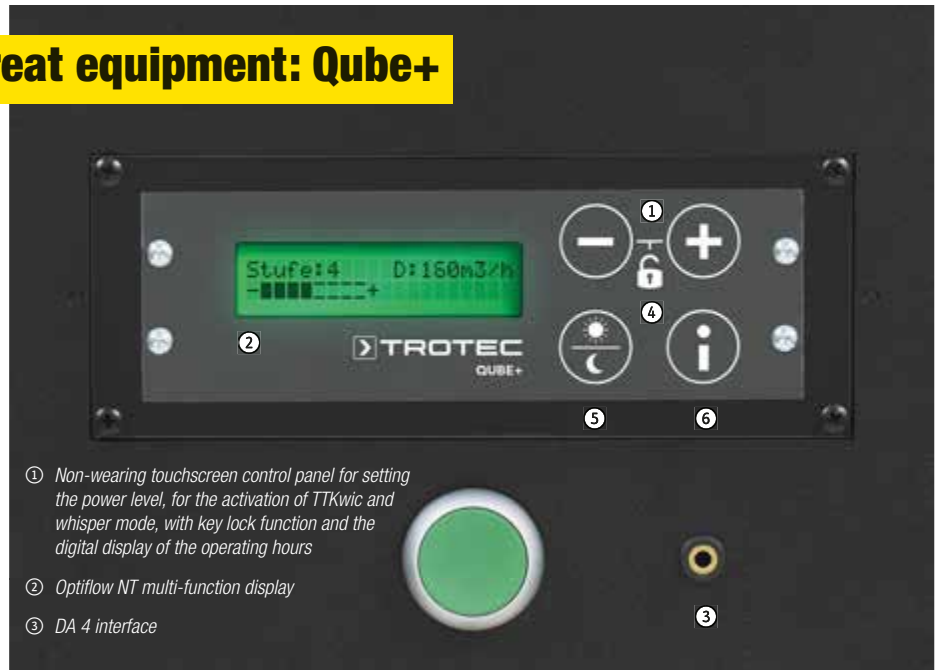 reat equipment: Qube+
①
Stufe:4 D:160m3/h
- +
④
②
TROTEC
QUBE+
i
⑤ ⑥
① Non-wearing touchscreen control panel for setting
the power level, for the activation of TTKwic and
whisper mode, with key lock function and the
digital display of the operating hours
② Optiflow NT multi-function display
③ DA 4 interface
③